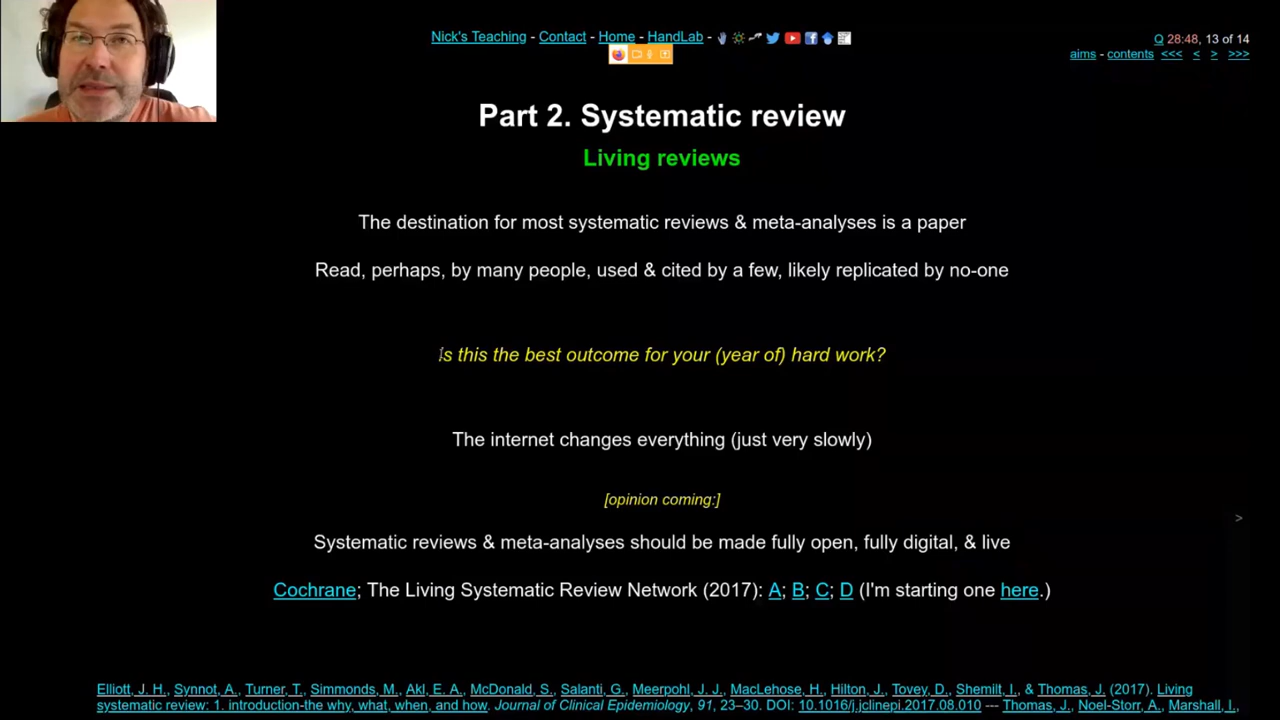 Nick's Teaching - Contact - Home - HandLab -
Q 28:48, 13 of 14
aims - contents <<< < > >>>
Part 2. Systematic review
Living reviews
The destination for most systematic reviews & meta-analyses is a paper
Read, perhaps, by many people, used & cited by a few, likely replicated by no-one
Is this the best outcome for your (year of) hard work?
The internet changes everything (just very slowly)
[opinion coming:]
>
Systematic reviews & meta-analyses should be made fully open, fully digital, & live
Cochrane; The Living Systematic Review Network (2017): A; B; C; D (I'm starting one here.)
Elliott, J. H., Synnot, A., Turner, T., Simmonds, M., Akl, E. A., McDonald, S., Salanti, G., Meerpohl, J. J., MacLehose, H., Hilton, J., Tovey, D., Shemilt, I., & Thomas, J. (2017). Living
systematic review: 1. introduction-the why, what, when, and how. Journal of Clinical Epidemiology, 91, 23–30. DOI: 10.1016/j.jclinepi.2017.08.010 --- Thomas, J., Noel-Storr, A., Marshall, I.,